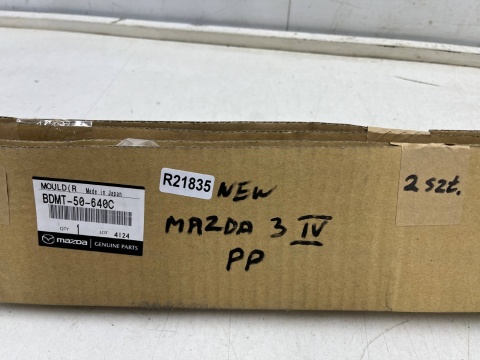 MOULD(R Made in Japan
BDMT-50-640C
QTY 1 LOT 4124
mazda GENUINE PARTS
R21835
NEW
MAZDA 3 IV
PP
2 szt.